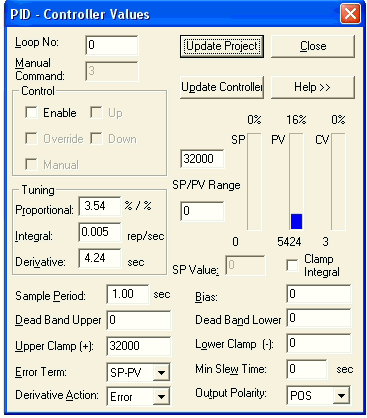 PID - Controller Values
Loop No: 0
Update Project
Close
Manual Command: 3
Update Controller
Help >>
Control
Enable
Up
Override
Down
Manual
0% 16% 0%
SP PV CV
32000
SP/PV Range
0
0 5424 3
SP Value: 0
Clamp Integral
Tuning
Proportional: 3.54 % / %
Integral: 0.005 rep/sec
Derivative: 4.24 sec
Sample Period: 1.00 sec
Bias: 0
Dead Band Upper 0
Dead Band Lower 0
Upper Clamp (+): 32000
Lower Clamp (-): 0
Error Term: SP-PV
Min Slew Time: 0 sec
Derivative Action: Error
Output Polarity: POS